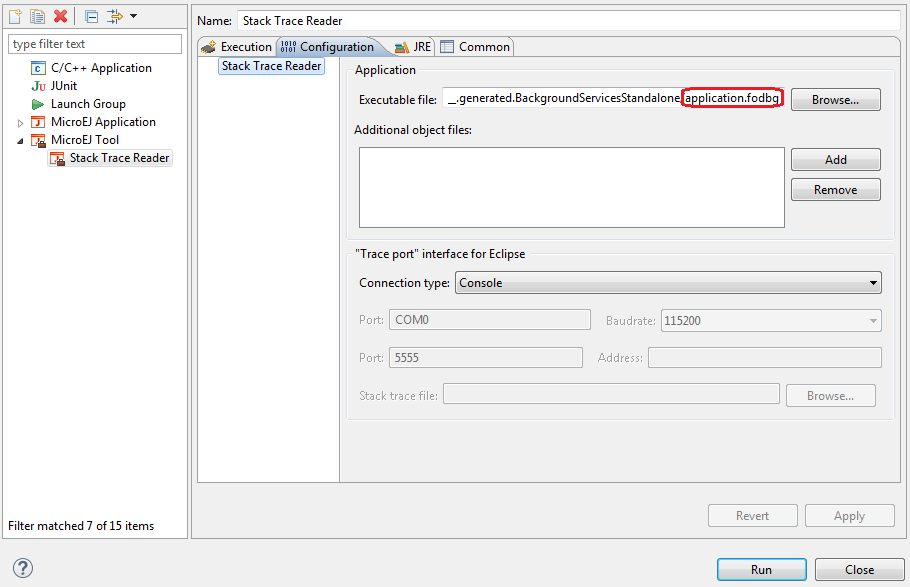 Name: Stack Trace Reader
type filter text
C/C++ Application
JUnit
Launch Group
MicroEJ Application
MicroEJ Tool
Stack Trace Reader
Filter matched 7 of 15 items
Execution Configuration JRE Common
Stack Trace Reader
Application
Executable file: _.generated.BackgroundServicesStandalone/application.fodbg Browse...
Additional object files:
Add
Remove
"Trace port" interface for Eclipse
Connection type: Console
Port: COM0 Baudrate: 115200
Port: 5555 Address:
Stack trace file: Browse...
Revert Apply
Run Close